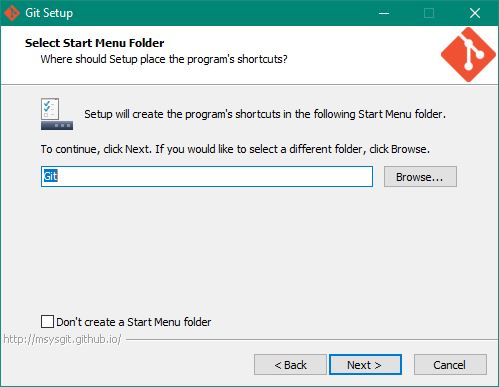 Git Setup
Select Start Menu Folder
Where should Setup place the program's shortcuts?
Setup will create the program's shortcuts in the following Start Menu folder.
To continue, click Next. If you would like to select a different folder, click Browse.
Git
Browse...
Don't create a Start Menu folder
http://msysgit.github.io/
< Back
Next >
Cancel